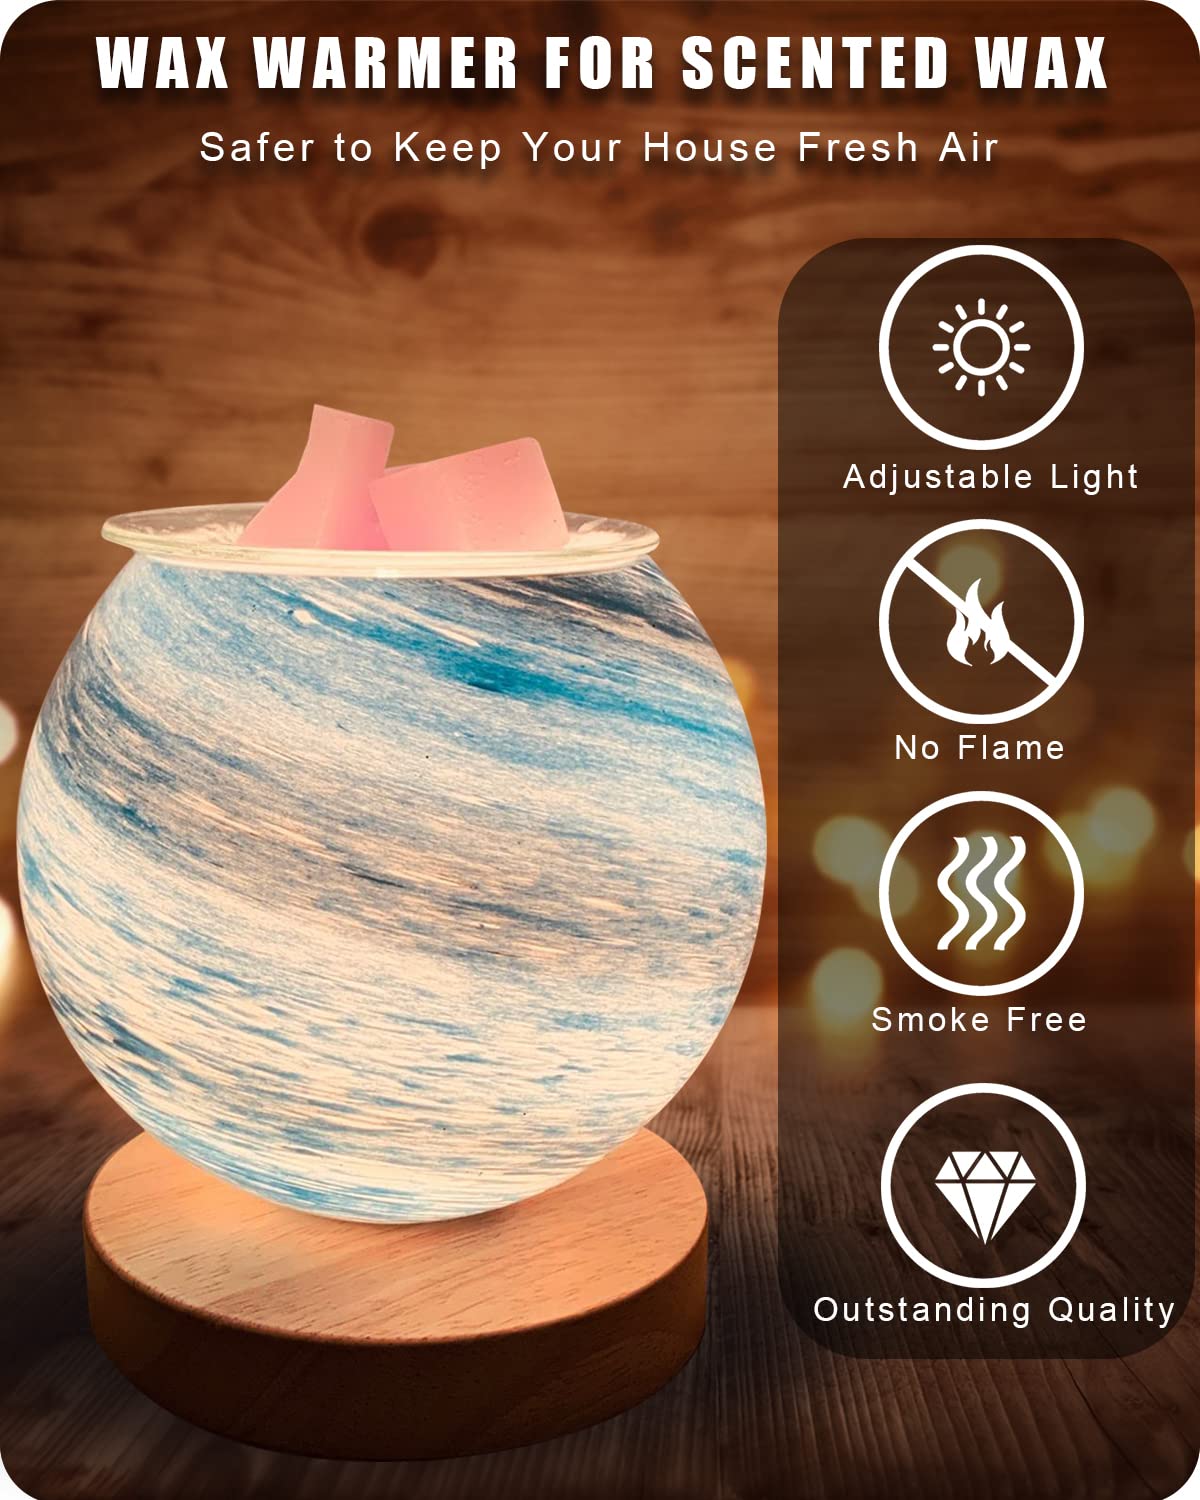 WAX WARMER FOR SCENTED WAX
Safer to Keep Your House Fresh Air
Adjustable Light
No Flame
Smoke Free
Outstanding Quality